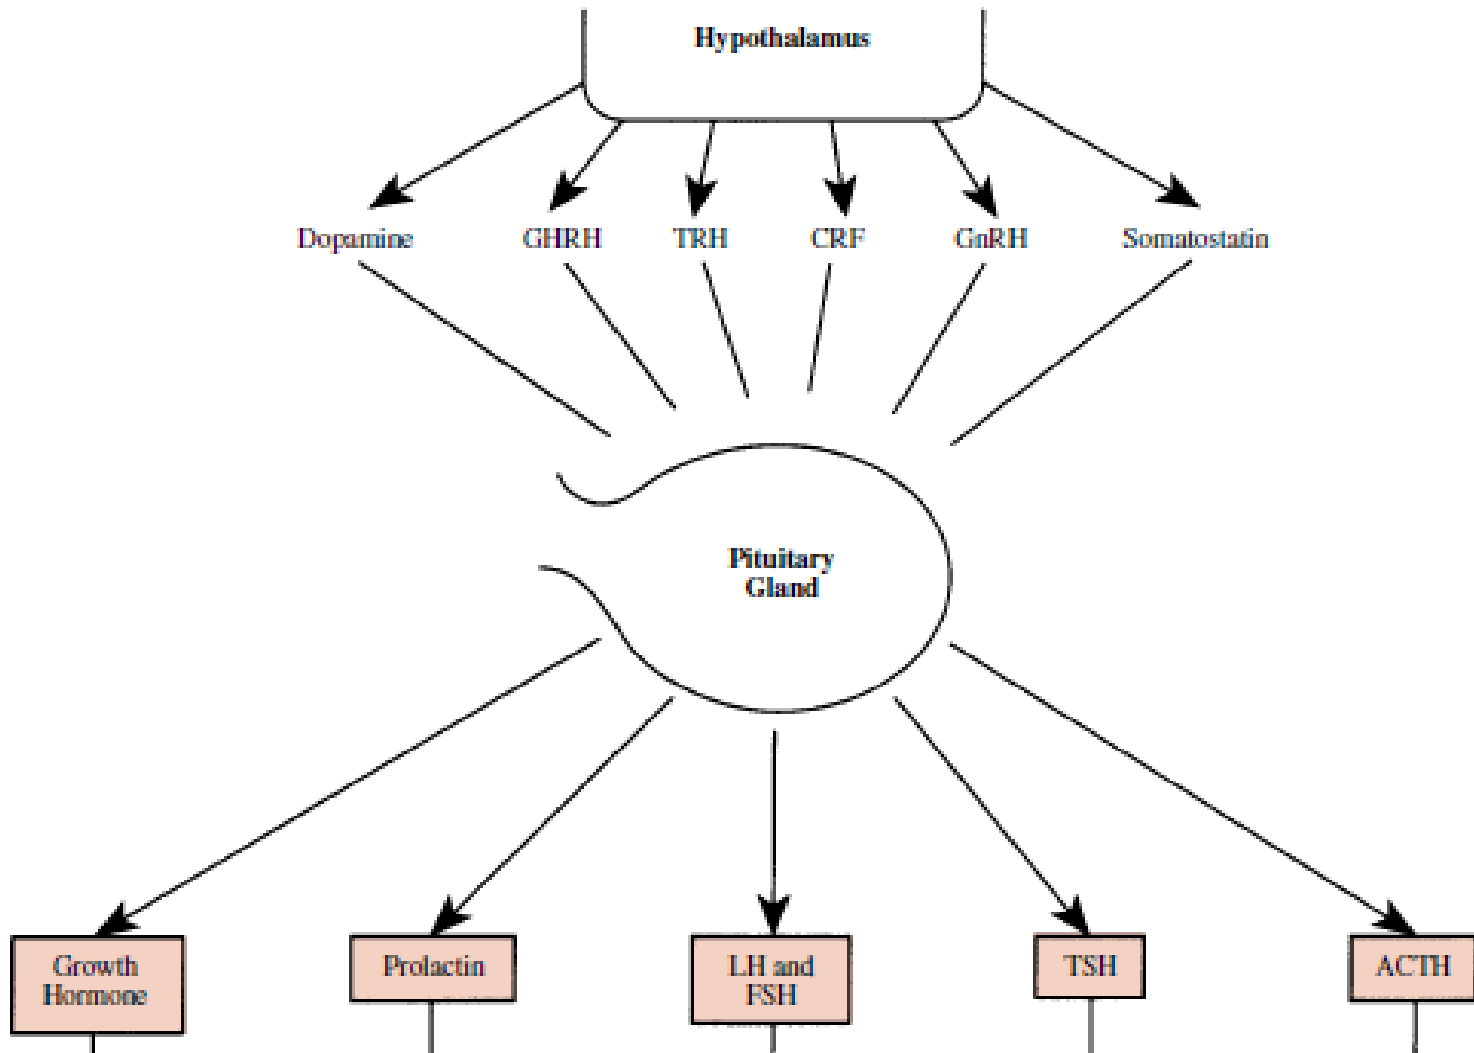 Hypothalamus
Dopamine GHRH TRH CRF GnRH Somatostatin
Pituitary
Gland
Growth
Hormone
Prolactin
LH and
FSH
TSH
ACTH